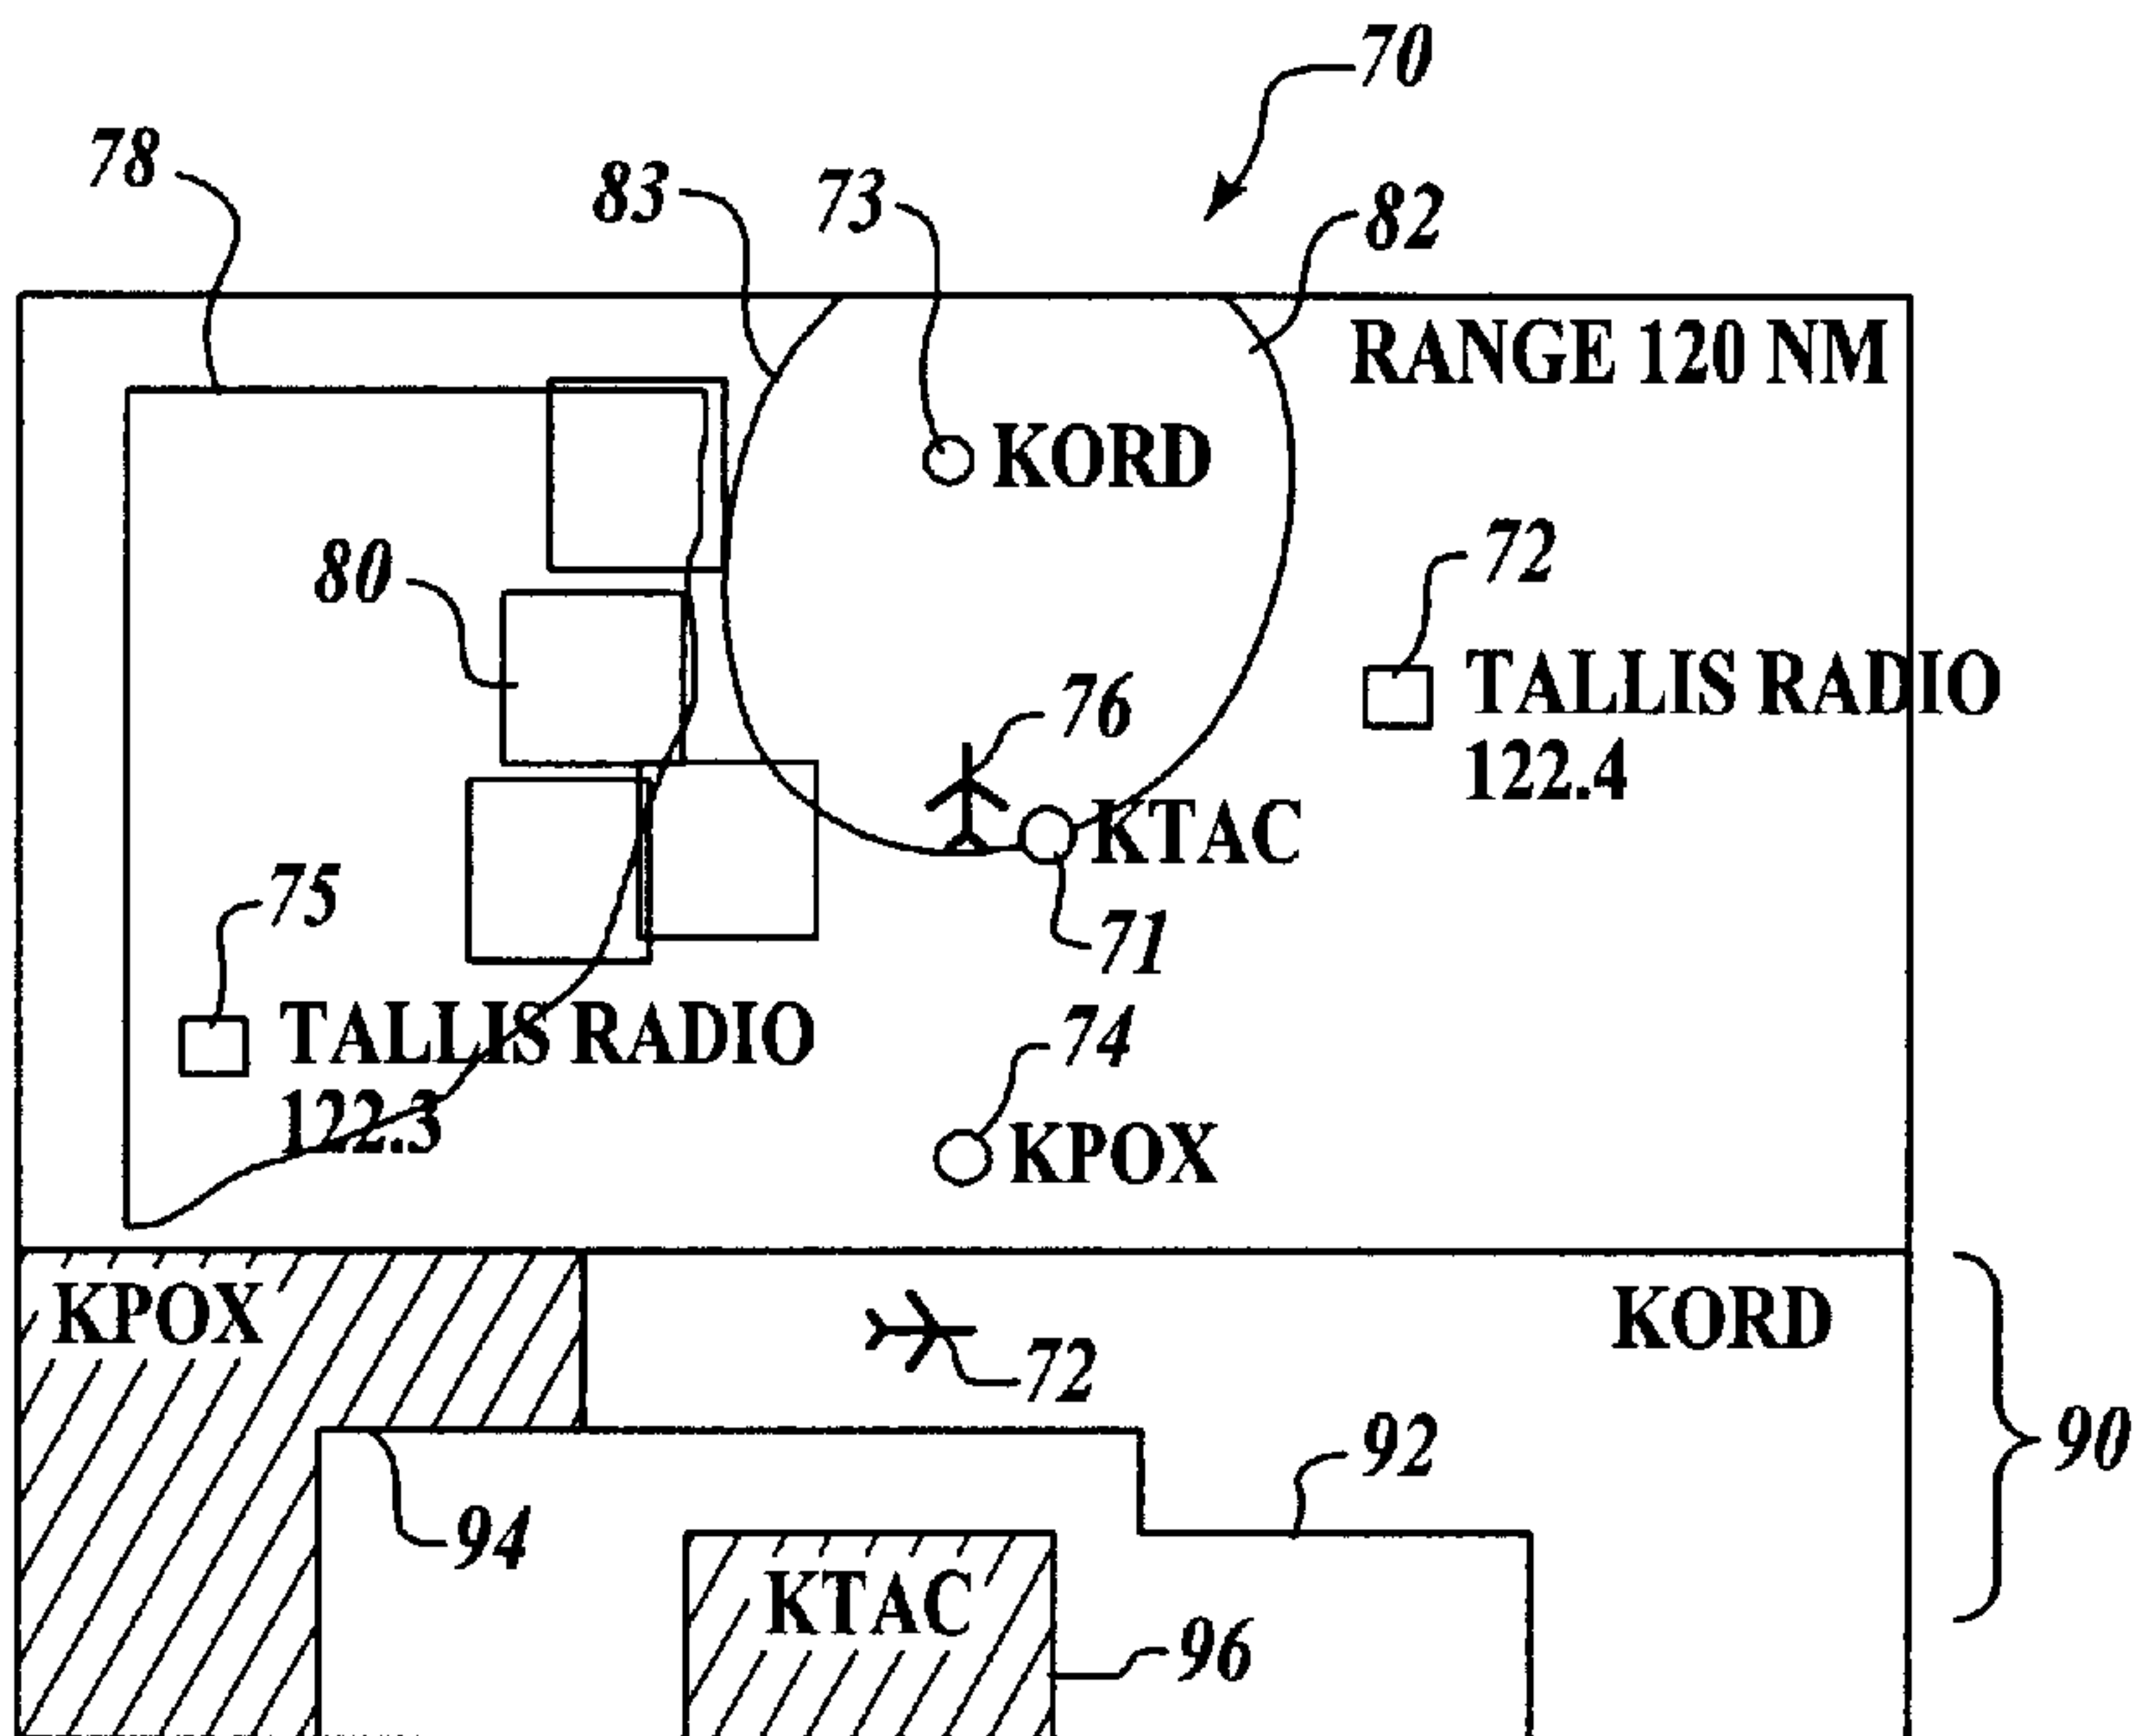 70
78
83
73
82
RANGE 120 NM
KORD
72
80
76
TALLIS RADIO
122.4
KTAC
75
71
TALLIS RADIO
122.3
74
KPOX
KPOX
KORD
72
92
90
94
KTAC
96